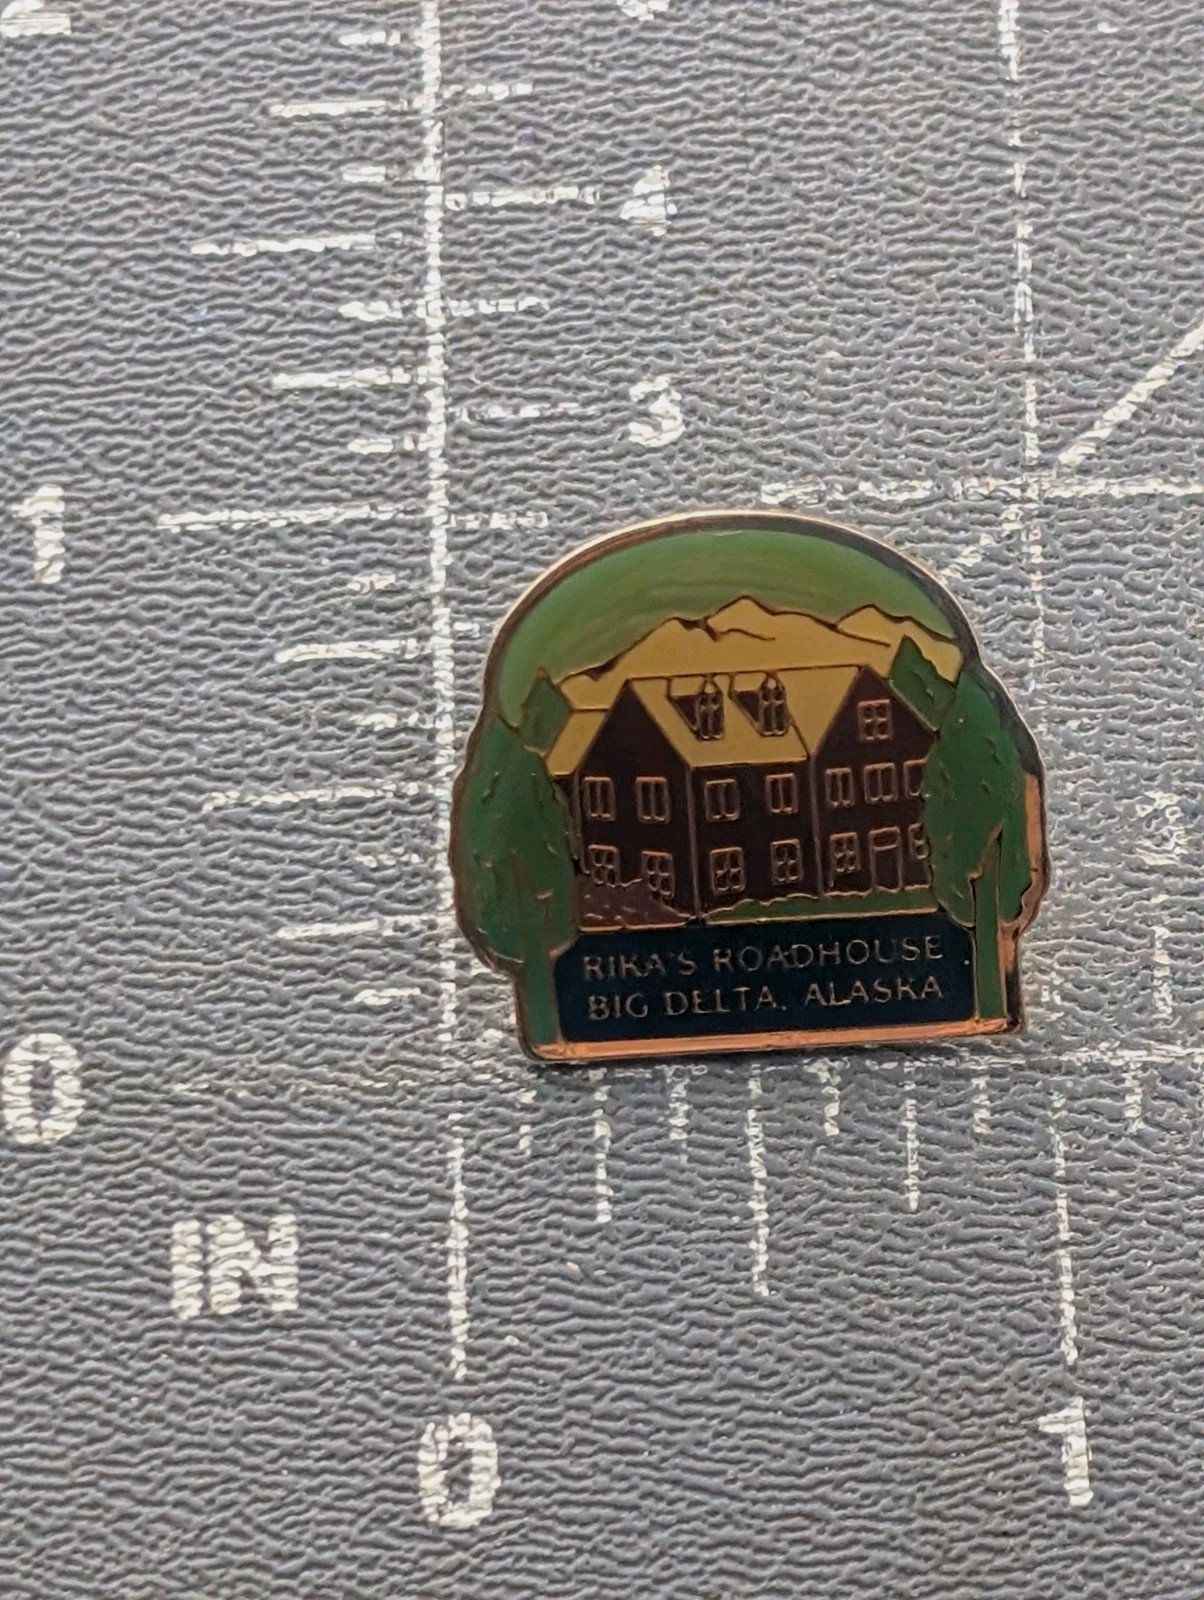 4
3
1
RIKA'S ROADHOUSE
BIG DELTA, ALASKA
0
IN
0
1